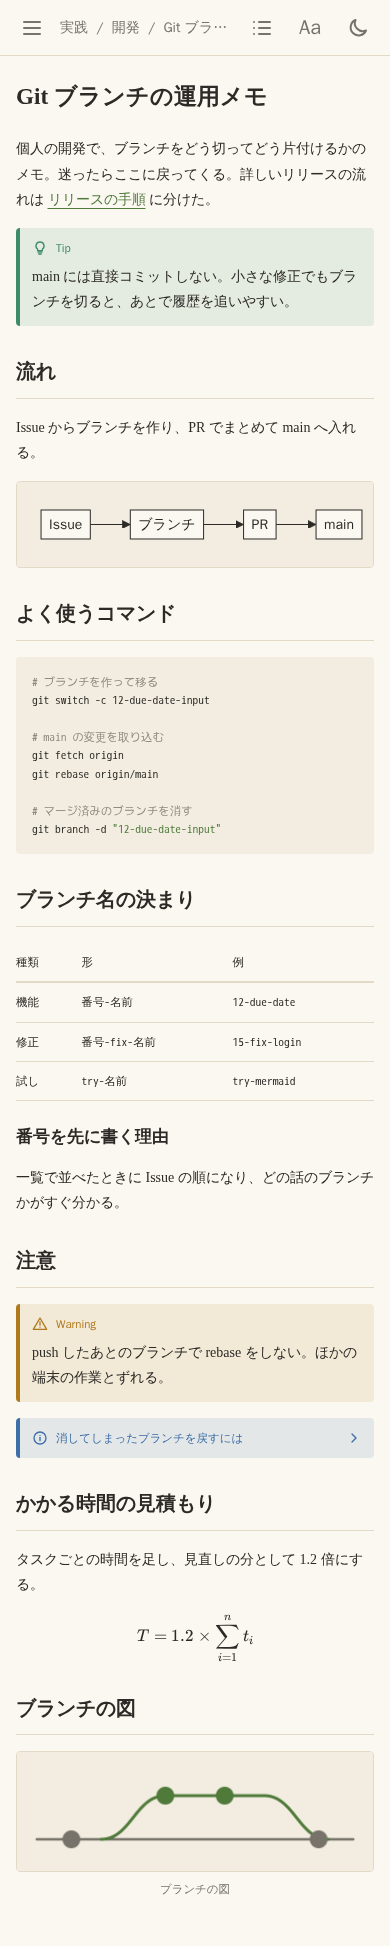 実践 / 開発 / Git ブラ…
Aa
Git ブランチの運用メモ
個人の開発で、ブランチをどう切ってどう片付けるかの
メモ。迷ったらここに戻ってくる。詳しいリリースの流
れは リリースの手順 に分けた。
Tip
main には直接コミットしない。小さな修正でもブラ
ンチを切ると、あとで履歴を追いやすい。
流れ
Issue からブランチを作り、PR でまとめて main へ入れ
る。
Issue ブランチ PR main
よく使うコマンド
# ブランチを作って移る
git switch -c 12-due-date-input
# main の変更を取り込む
git fetch origin
git rebase origin/main
# マージ済みのブランチを消す
git branch -d "12-due-date-input"
ブランチ名の決まり
種類 形 例
機能 番号-名前 12-due-date
修正 番号-fix-名前 15-fix-login
試し try-名前 try-mermaid
番号を先に書く理由
一覧で並べたときに Issue の順になり、どの話のブランチ
かがすぐ分かる。
注意
Warning
push したあとのブランチで rebase をしない。ほかの
端末の作業とずれる。
消してしまったブランチを戻すには
かかる時間の見積もり
タスクごとの時間を足し、見直しの分として 1.2 倍にす
る。
T = 1.2 × ∑_{i=1}^{n} t_i
ブランチの図
ブランチの図